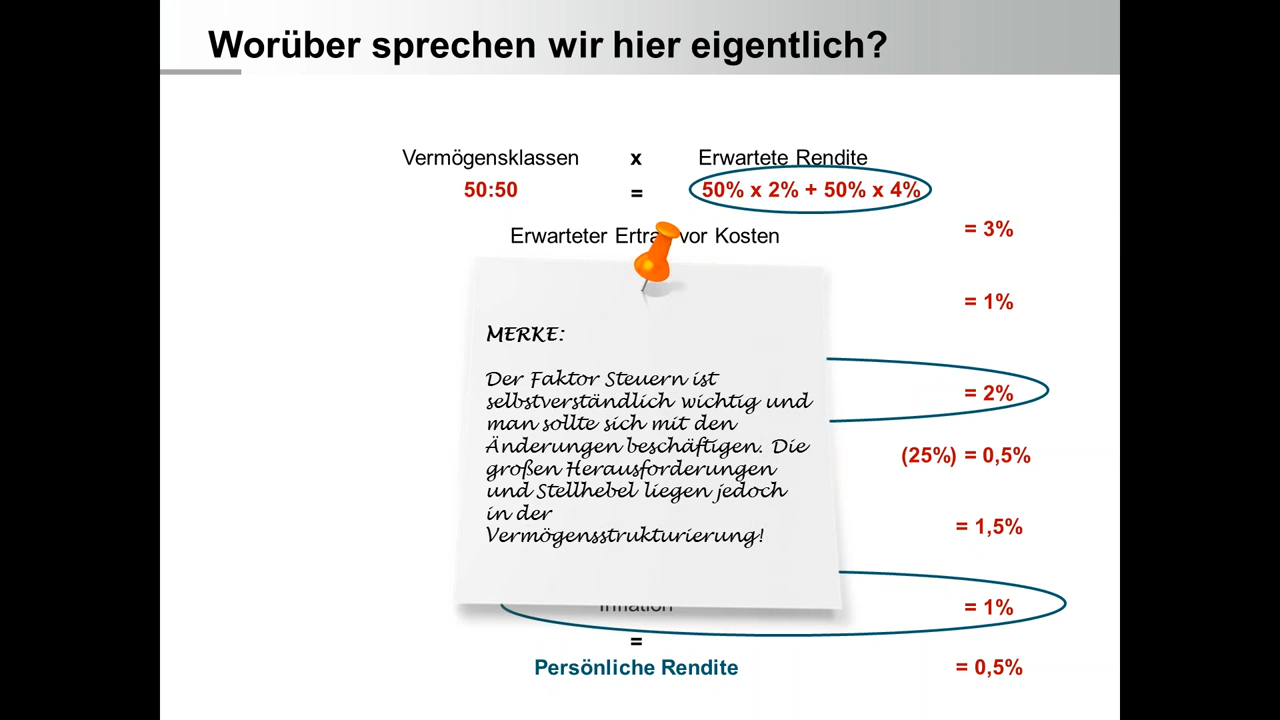 Worüber sprechen wir hier eigentlich?
Vermögensklassen x Erwartete Rendite
50:50 = 50% x 2% + 50% x 4%
= 3%
Erwarteter Ertrag vor Kosten
= 1%
MERKE:
Der Faktor Steuern ist
selbstverständlich wichtig und
man sollte sich mit den
Änderungen beschäftigen. Die
großen Herausforderungen
und Stellhebel liegen jedoch
in der
Vermögensstrukturierung!
= 2%
(25%) = 0,5%
= 1,5%
Inflation = 1%
=
Persönliche Rendite = 0,5%